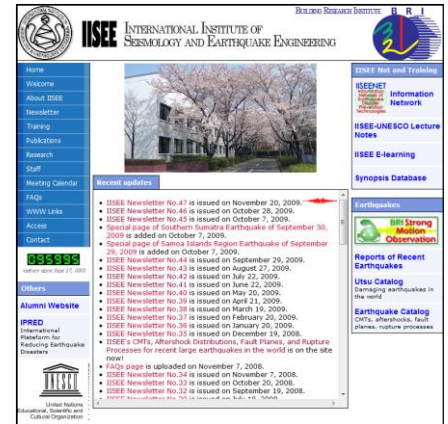 BUILDING RESEARCH INSTITUTE B R I
IISEE INTERNATIONAL INSTITUTE OF
SEISMOLOGY AND EARTHQUAKE ENGINEERING
Home
Welcome
About IISEE
Newsletter
Training
Publications
Research
Staff
Meeting Calendar
FAQs
WWW Links
Access
Contact
095995
visitors since June 17, 2005
Others
Alumni Website
IPRED
International
Plateform for
Reducing Earthquake
Disasters
UNESCO
United Nations
Educational, Scientific and
Cultural Organization
Recent updates
IISEE Newsletter No.47 is issued on November 20, 2009.
IISEE Newsletter No.46 is issued on October 28, 2009.
IISEE Newsletter No.45 is issued on October 7, 2009.
Special page of Southern Sumatra Earthquake of September 30,
2009 is added on October 7, 2009.
Special page of Samoa Islands Region Earthquake of September
29, 2009 is added on October 7, 2009.
IISEE Newsletter No.44 is issued on September 29, 2009.
IISEE Newsletter No.43 is issued on August 27, 2009.
IISEE Newsletter No.42 is issued on July 22, 2009.
IISEE Newsletter No.41 is issued on June 22, 2009.
IISEE Newsletter No.40 is issued on May 20, 2009.
IISEE Newsletter No.39 is issued on April 21, 2009.
IISEE Newsletter No.38 is issued on March 19, 2009.
IISEE Newsletter No.37 is issued on February 20, 2009.
IISEE Newsletter No.36 is issued on January 20, 2009.
IISEE Newsletter No.35 is issued on December 19, 2008.
IISEE's CMTs, Aftershock Distributions, Fault Planes, and Rupture
Processes for recent large earthquakes in the world is on the site
now!
FAQs page is uploaded on November 7, 2008.
IISEE Newsletter No.34 is issued on November 7, 2008.
IISEE Newsletter No.33 is issued on October 20, 2008.
IISEE Newsletter No.32 is issued on September 19, 2008.
IISEE Net and Training
IISEENET
Information
Network of
Earthquake
Disaster
Prevention
Technologies
Information
Network
IISEE-UNESCO Lecture
Notes
IISEE E-learning
Synopsis Database
Earthquakes
BRI Strong
Motion
Observation
Reports of Recent
Earthquakes
Utsu Catalog
Damaging earthquakes in
the world
Earthquake Catalog
CMTs, aftershocks, fault
planes, rupture processes